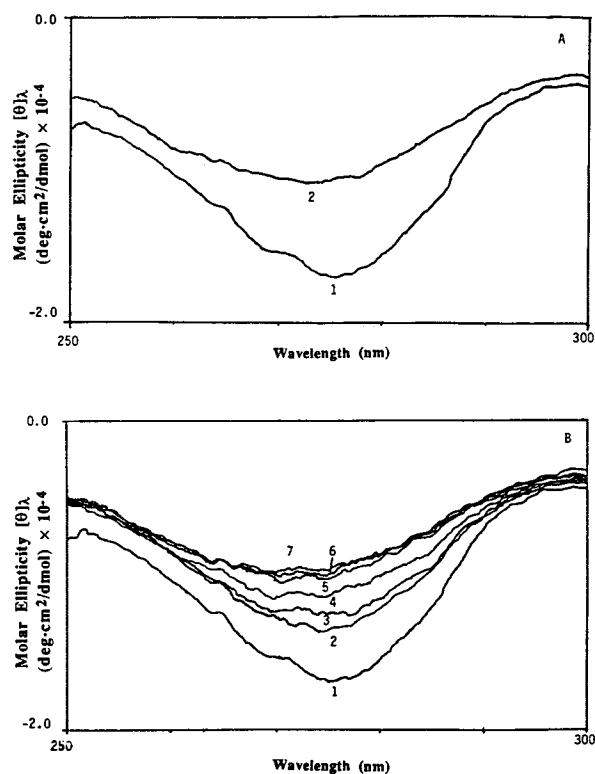 0.0
A
Molar Ellipticity [θ]λ
(deg·cm2/dmol) × 10-4
2
1
-2.0
250
300
Wavelength (nm)
0.0
B
Molar Ellipticity [θ]λ
(deg·cm2/dmol) × 10-4
7
6
5
4
3
2
1
-2.0
250
300
Wavelength (nm)